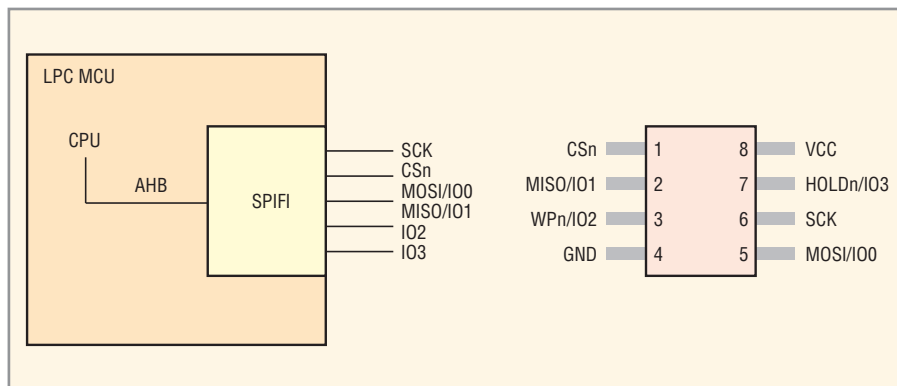 LPC MCU
CPU
AHB
SPIFI
SCK
CSn
MOSI/IO0
MISO/IO1
IO2
IO3
CSn 1 8 VCC
MISO/IO1 2 7 HOLDn/IO3
WPn/IO2 3 6 SCK
GND 4 5 MOSI/IO0